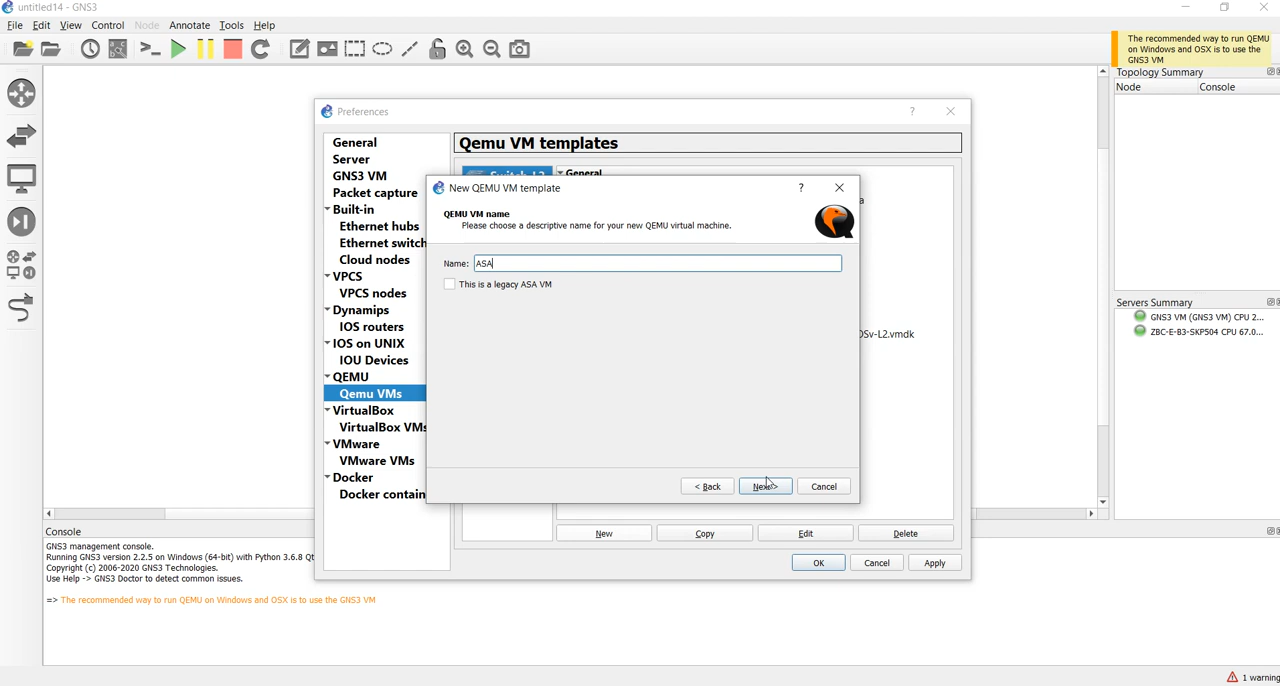 untitled14 - GNS3
File Edit View Control Node Annotate Tools Help
The recommended way to run QEMU
on Windows and OSX is to use the
GNS3 VM
Topology Summary
Node Console
Servers Summary
GNS3 VM (GNS3 VM) CPU 2...
ZBC-E-B3-SKP504 CPU 67.0...
Preferences
General
Server
GNS3 VM
Packet capture
Built-in
Ethernet hubs
Ethernet switch
Cloud nodes
VPCS
VPCS nodes
Dynamips
IOS routers
IOS on UNIX
IOU Devices
QEMU
Qemu VMs
VirtualBox
VirtualBox VMs
VMware
VMware VMs
Docker
Docker contain
Qemu VM templates
General
New QEMU VM template
QEMU VM name
Please choose a descriptive name for your new QEMU virtual machine.
Name: ASA
This is a legacy ASA VM
< Back Next > Cancel
OSv-L2.vmdk
New Copy Edit Delete
OK Cancel Apply
Console
GNS3 management console.
Running GNS3 version 2.2.5 on Windows (64-bit) with Python 3.6.8 Qt
Copyright (c) 2006-2020 GNS3 Technologies.
Use Help -> GNS3 Doctor to detect common issues.
=> The recommended way to run QEMU on Windows and OSX is to use the GNS3 VM
1 warning